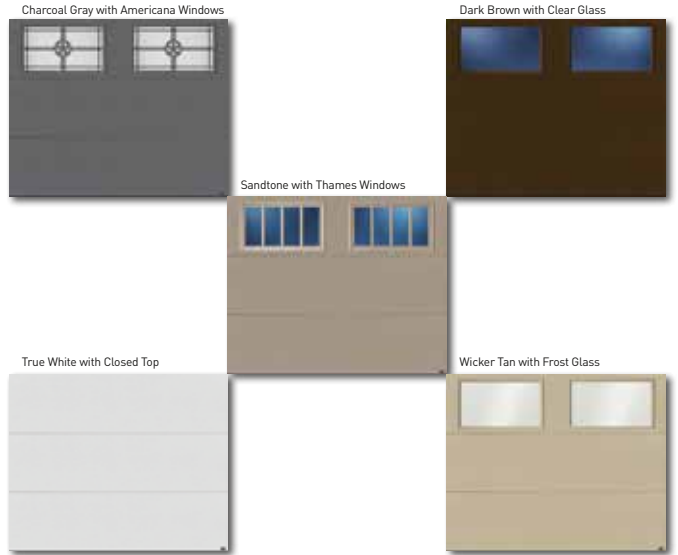 Charcoal Gray with Americana Windows
Dark Brown with Clear Glass
Sandtone with Thames Windows
True White with Closed Top
Wicker Tan with Frost Glass